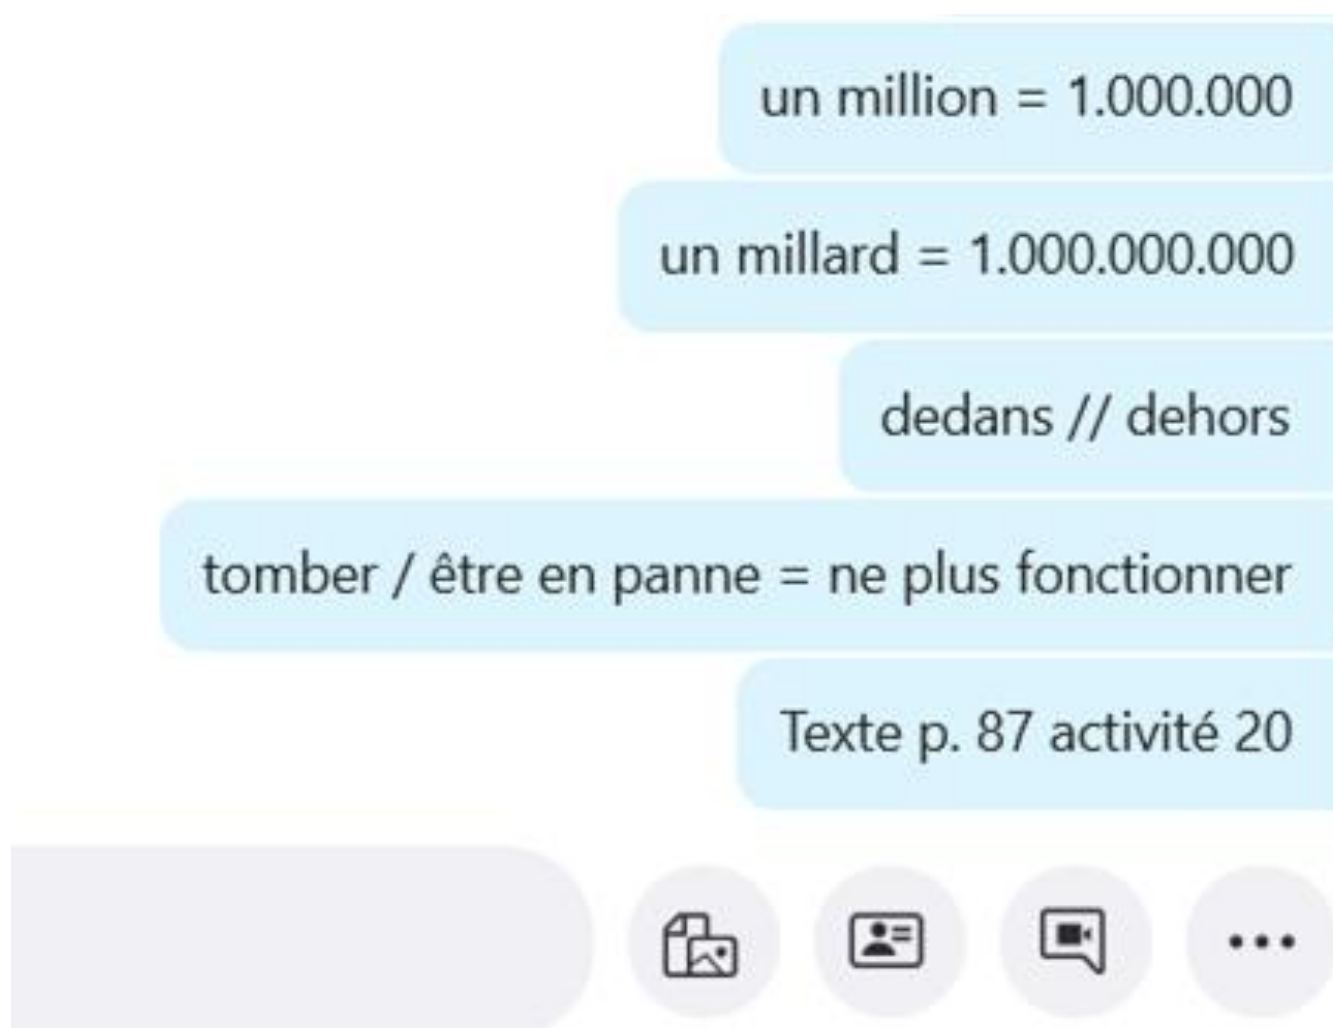 un million = 1.000.000
un millard = 1.000.000.000
dedans // dehors
tomber / être en panne = ne plus fonctionner
Texte p. 87 activité 20